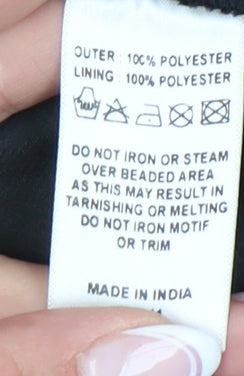 OUTER : 100% POLYESTER
LINING : 100% POLYESTER
DO NOT IRON OR STEAM
OVER BEADED AREA
AS THIS MAY RESULT IN
TARNISHING OR MELTING
DO NOT IRON MOTIF
OR TRIM
MADE IN INDIA